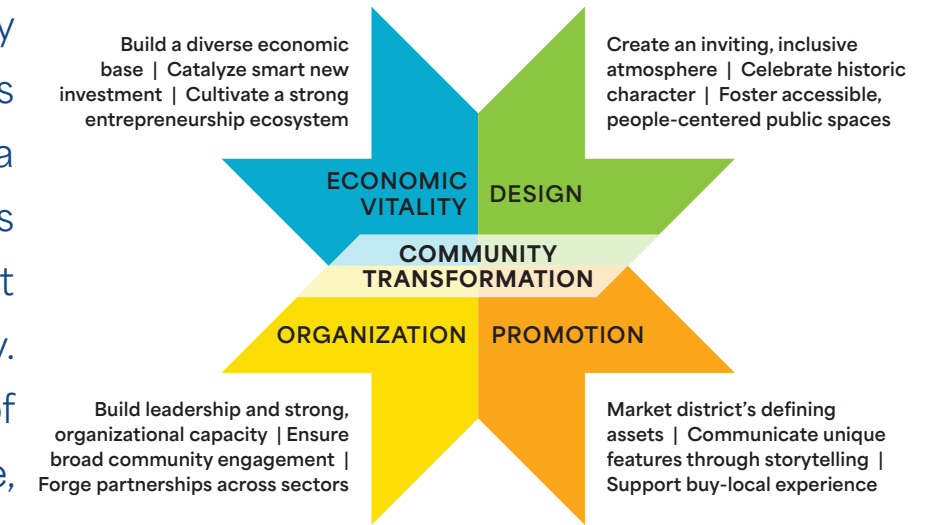 y
s
a
s
t
y.
of
e,
Build a diverse economic
base | Catalyze smart new
investment | Cultivate a strong
entrepreneurship ecosystem
Create an inviting, inclusive
atmosphere | Celebrate historic
character | Foster accessible,
people-centered public spaces
ECONOMIC
VITALITY
DESIGN
COMMUNITY
TRANSFORMATION
ORGANIZATION
PROMOTION
Build leadership and strong,
organizational capacity | Ensure
broad community engagement |
Forge partnerships across sectors
Market district’s defining
assets | Communicate unique
features through storytelling |
Support buy-local experience